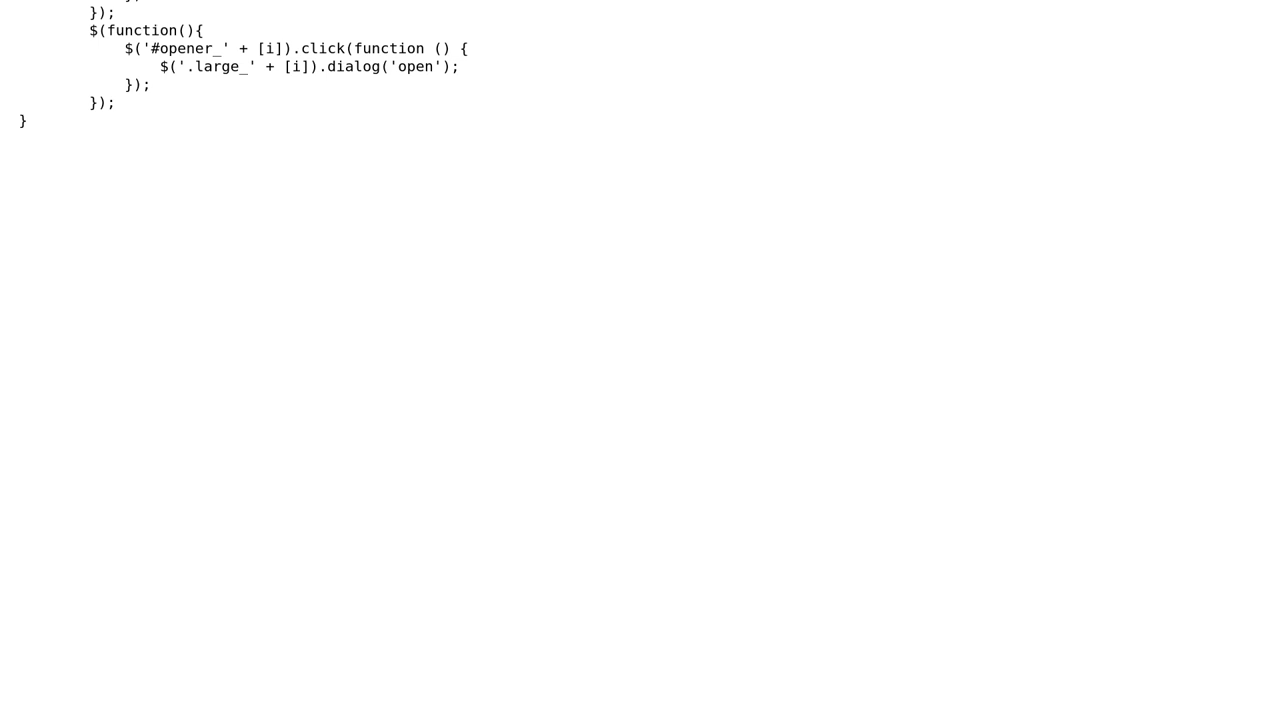 });
$(function(){
$('#opener_' + [i]).click(function () {
$('.large_' + [i]).dialog('open');
});
});
}